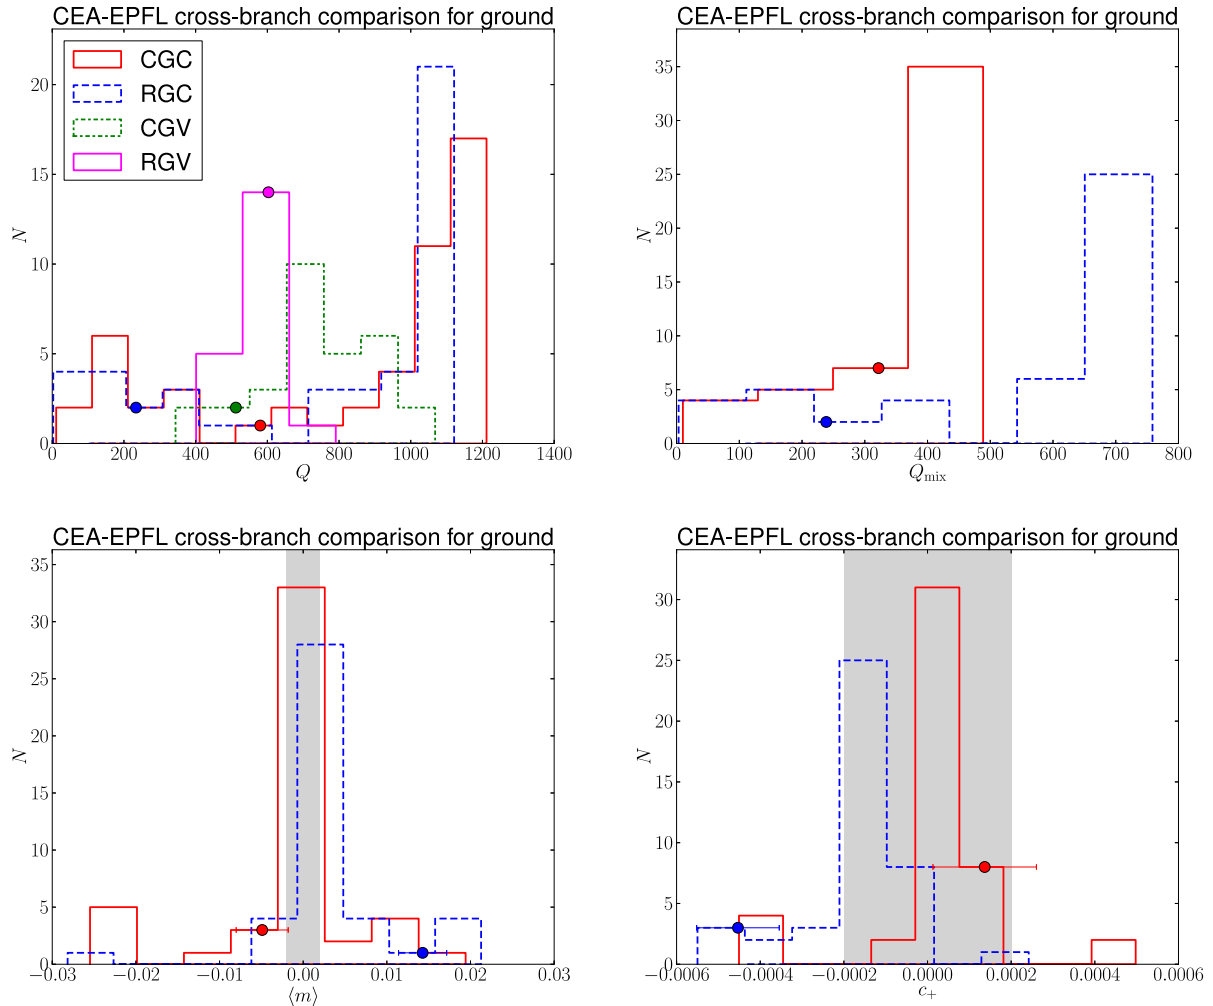 CEA-EPFL cross-branch comparison for ground
CGC
RGC
CGV
RGV
N
20
15
10
5
0
0 200 400 600 800 1000 1200 1400
Q
CEA-EPFL cross-branch comparison for ground
N
35
30
25
20
15
10
5
0
0 100 200 300 400 500 600 700 800
Q_mix
CEA-EPFL cross-branch comparison for ground
N
35
30
25
20
15
10
5
0
−0.03 −0.02 −0.01 0.00 0.01 0.02 0.03
⟨m⟩
CEA-EPFL cross-branch comparison for ground
N
30
25
20
15
10
5
0
−0.0006 −0.0004 −0.0002 0.0000 0.0002 0.0004 0.0006
c₊